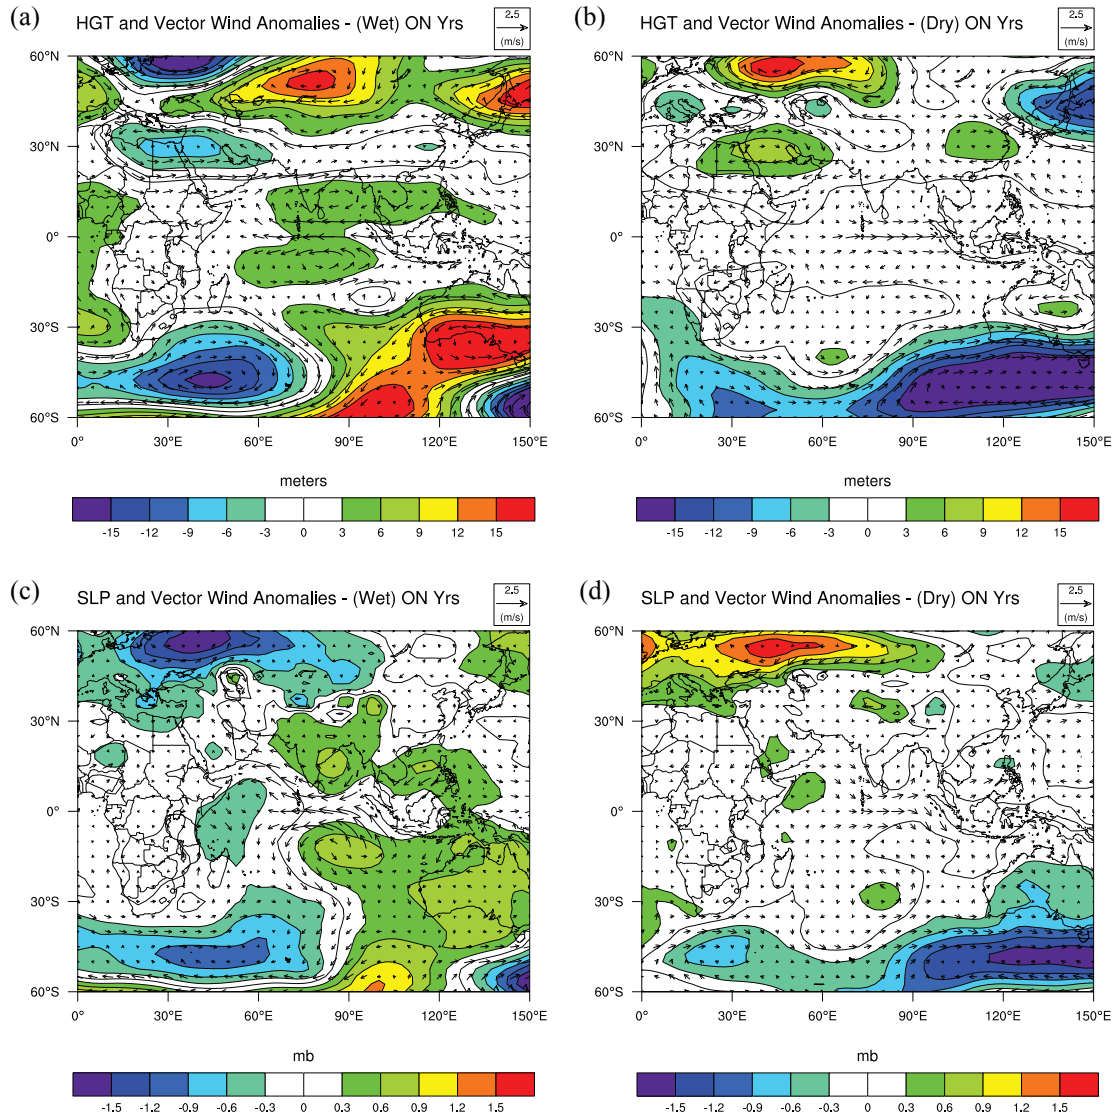 (a)
HGT and Vector Wind Anomalies - (Wet) ON Yrs
2.5
(m/s)
60°N
30°N
0°
30°S
60°S
0° 30°E 60°E 90°E 120°E 150°E
meters
-15 -12 -9 -6 -3 0 3 6 9 12 15
(b)
HGT and Vector Wind Anomalies - (Dry) ON Yrs
2.5
(m/s)
60°N
30°N
0°
30°S
60°S
0° 30°E 60°E 90°E 120°E 150°E
meters
-15 -12 -9 -6 -3 0 3 6 9 12 15
(c)
SLP and Vector Wind Anomalies - (Wet) ON Yrs
2.5
(m/s)
60°N
30°N
0°
30°S
60°S
0° 30°E 60°E 90°E 120°E 150°E
mb
-1.5 -1.2 -0.9 -0.6 -0.3 0 0.3 0.6 0.9 1.2 1.5
(d)
SLP and Vector Wind Anomalies - (Dry) ON Yrs
2.5
(m/s)
60°N
30°N
0°
30°S
60°S
0° 30°E 60°E 90°E 120°E 150°E
mb
-1.5 -1.2 -0.9 -0.6 -0.3 0 0.3 0.6 0.9 1.2 1.5